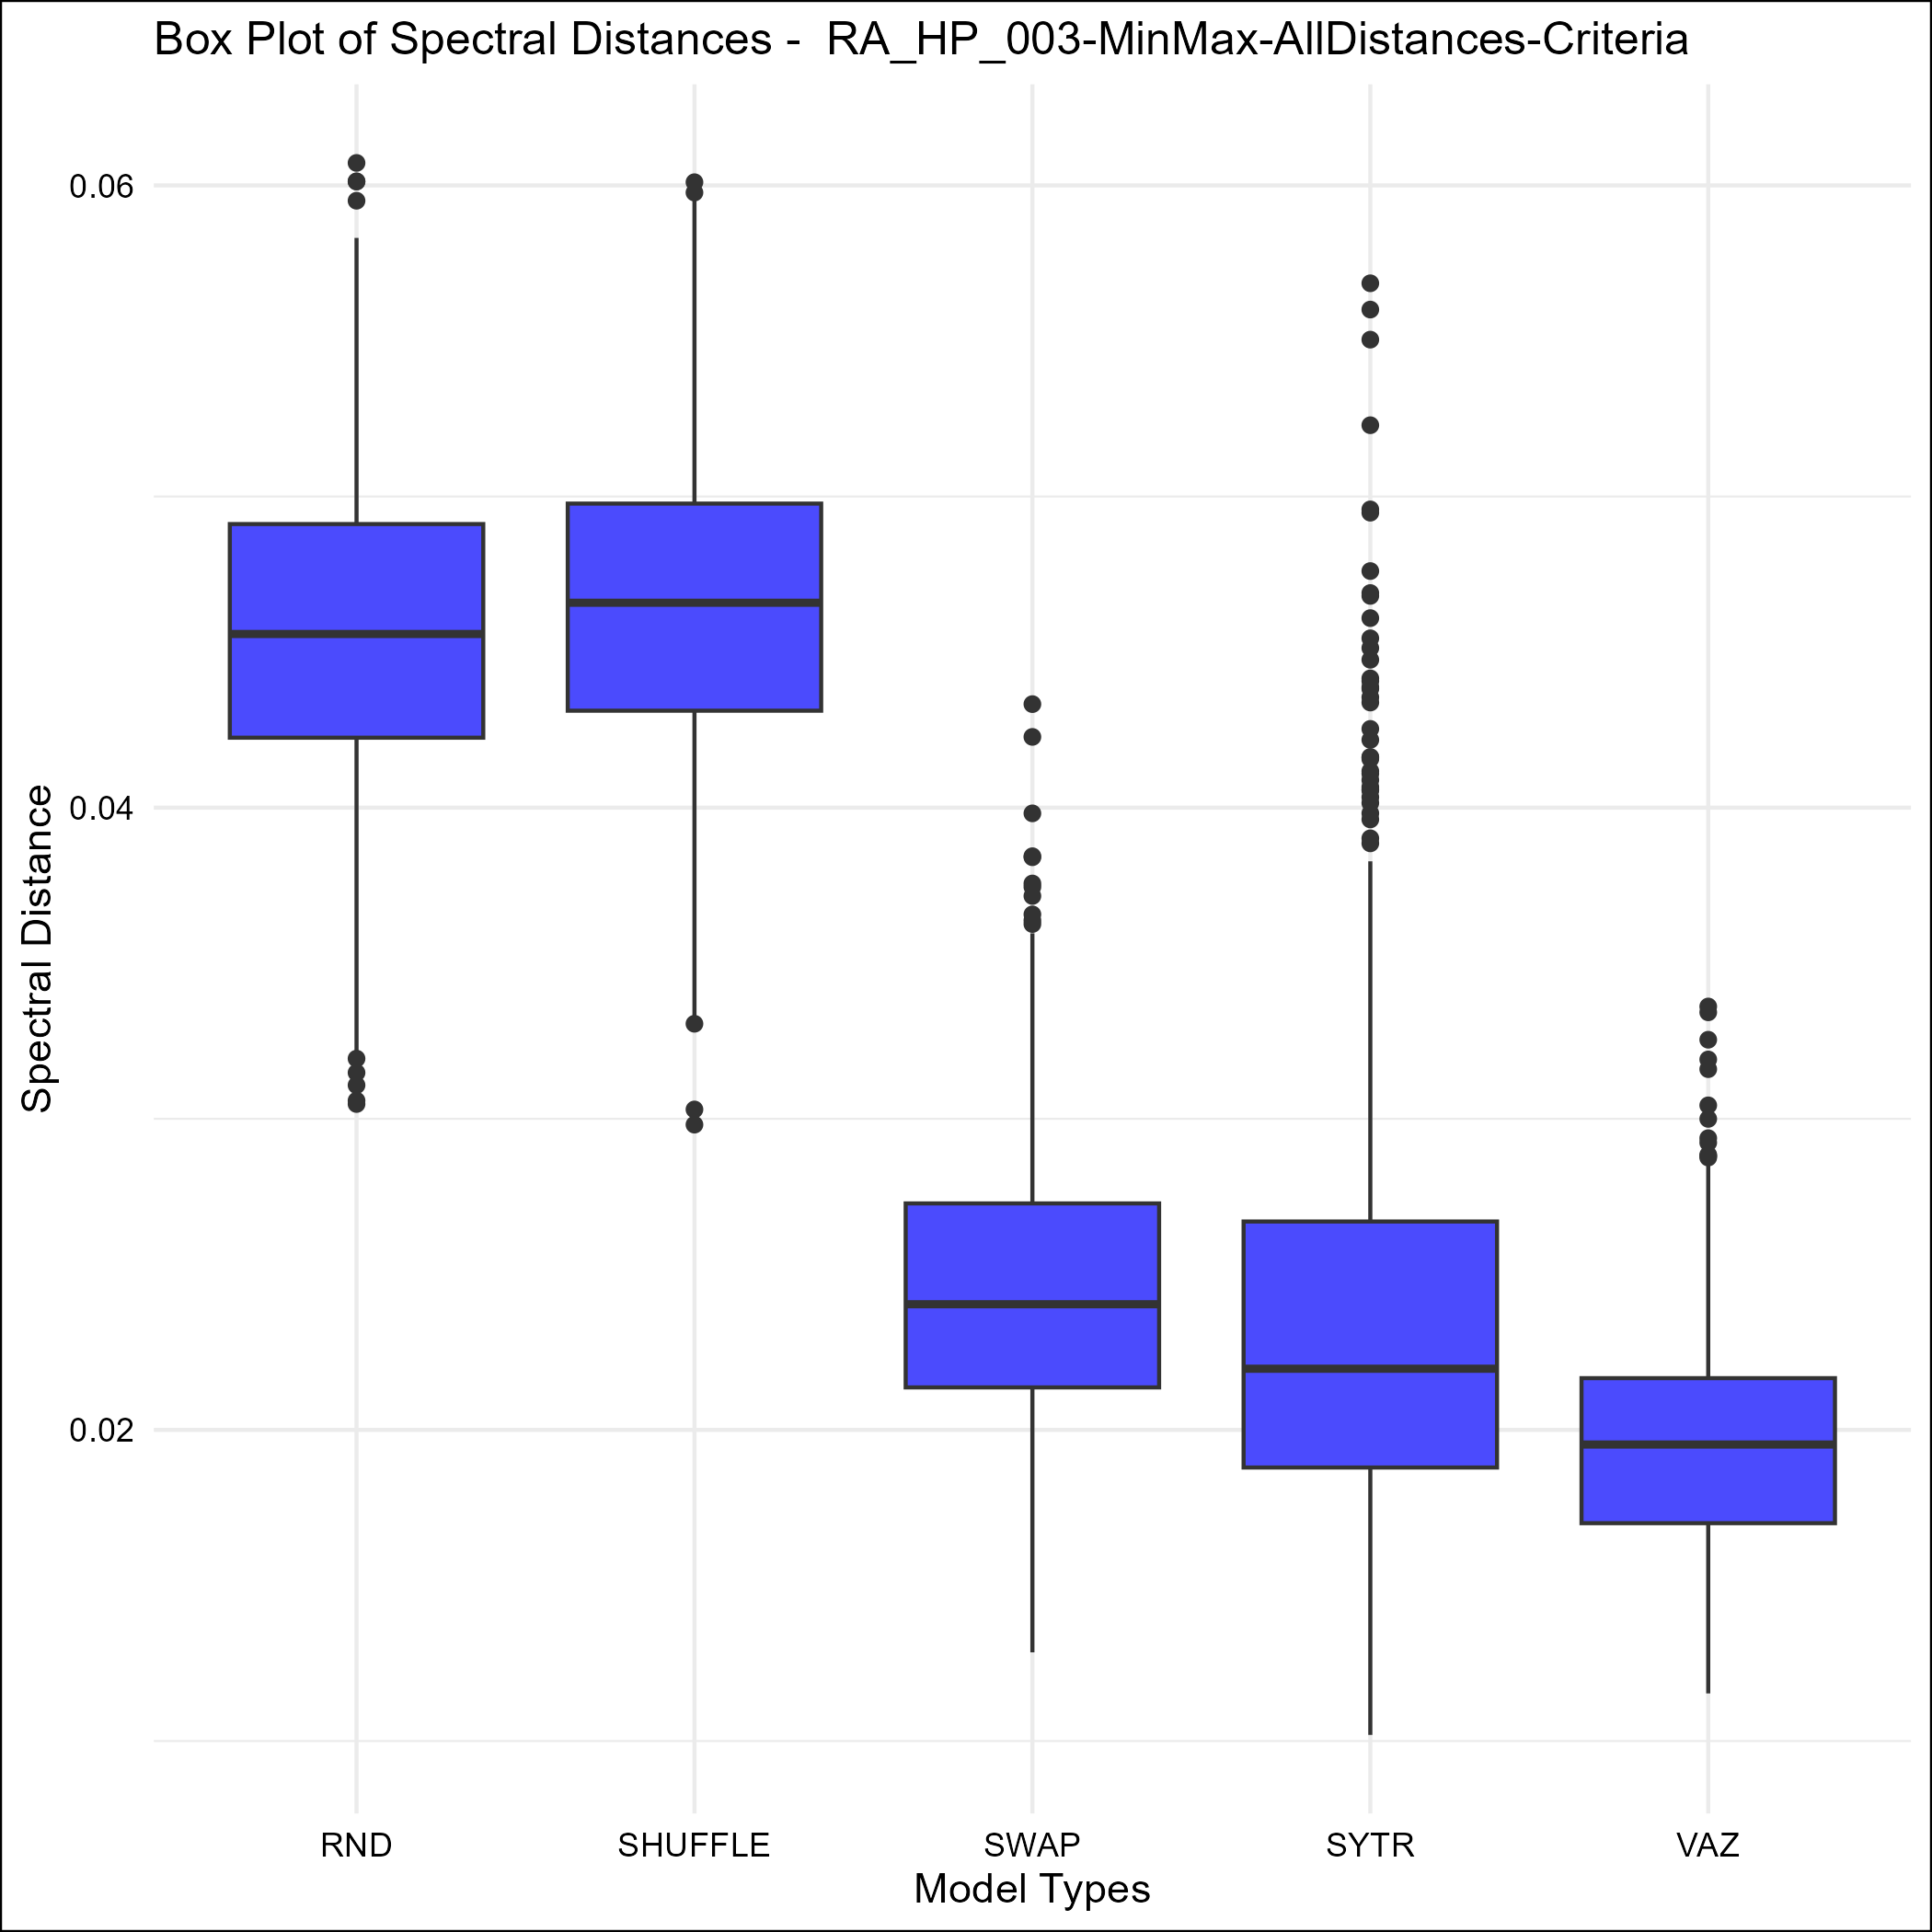 Box Plot of Spectral Distances -  RA_HP_003-MinMax-AllDistances-Criteria
Spectral Distance
0.06
0.04
0.02
RND SHUFFLE SWAP SYTR VAZ
Model Types